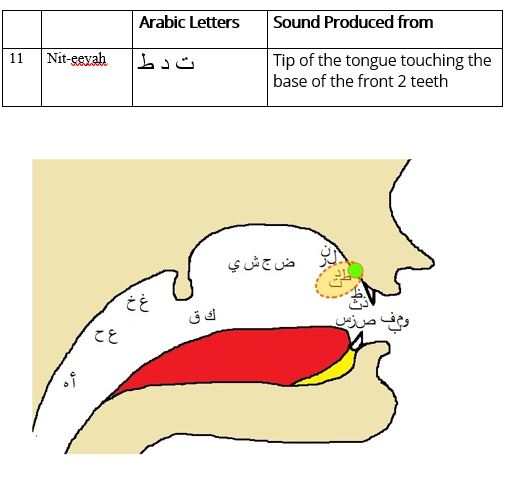 Arabic Letters Sound Produced from
11 Nit-eeyah ت د ط Tip of the tongue touching the
base of the front 2 teeth
ن
ل ر
ض ج ش ي
ط د
ت
ظ
ذ ث
غ خ
ك ق
ص ز س
و م ف
ب
ع ح
أ ه